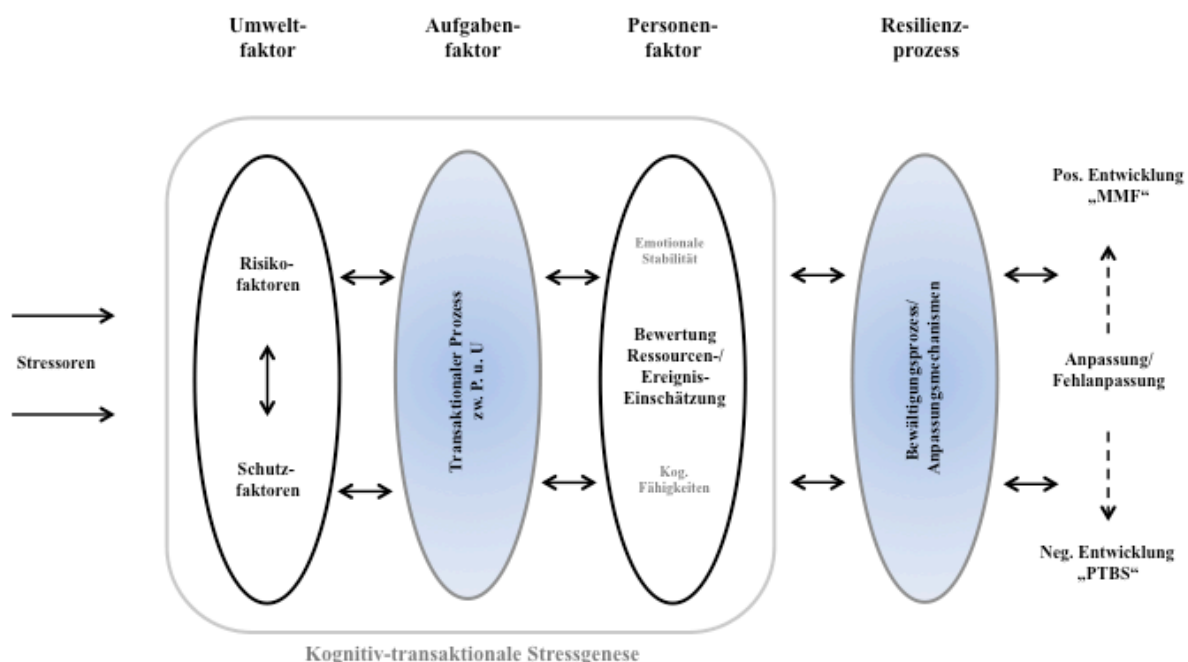 Umwelt-
faktor
Aufgaben-
faktor
Personen-
faktor
Resilienz-
prozess
Stressoren
Risiko-
faktoren
Schutz-
faktoren
Transaktionaler Prozess
zw. P. u. U
Emotionale
Stabilität
Bewertung
Ressourcen-/
Ereignis-
Einschätzung
Kog.
Fähigkeiten
Bewältigungsprozess/
Anpassungsmechanismen
Pos. Entwicklung
„MMF“
Anpassung/
Fehlanpassung
Neg. Entwicklung
„PTBS“
Kognitiv-transaktionale Stressgenese